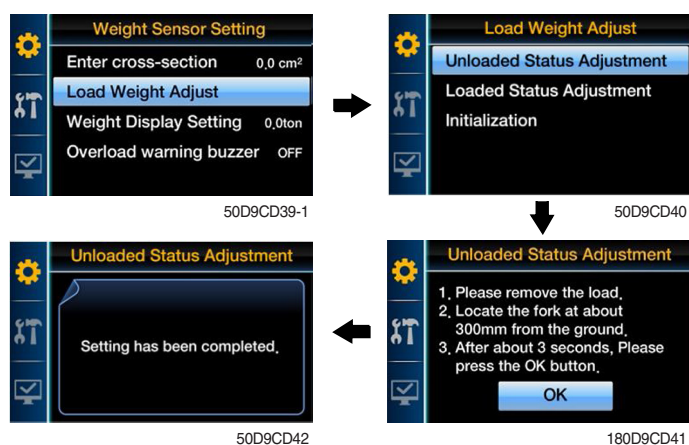 Weight Sensor Setting
Enter cross-section 0.0 cm²
Load Weight Adjust
Weight Display Setting 0.0ton
Overload warning buzzer OFF
50D9CD39-1
Load Weight Adjust
Unloaded Status Adjustment
Loaded Status Adjustment
Initialization
50D9CD40
Unloaded Status Adjustment
1. Please remove the load.
2. Locate the fork at about
300mm from the ground.
3. After about 3 seconds, Please
press the OK button.
OK
180D9CD41
Unloaded Status Adjustment
Setting has been completed.
50D9CD42